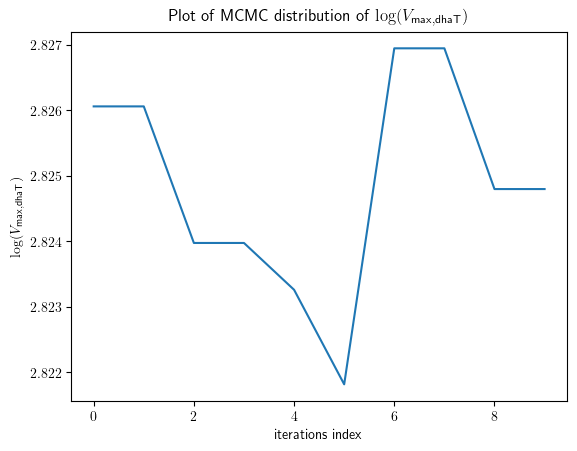 Plot of MCMC distribution of log(V_max,dhaT)
log(V_max,dhaT)
2.827
2.826
2.825
2.824
2.823
2.822
0 2 4 6 8
iterations index